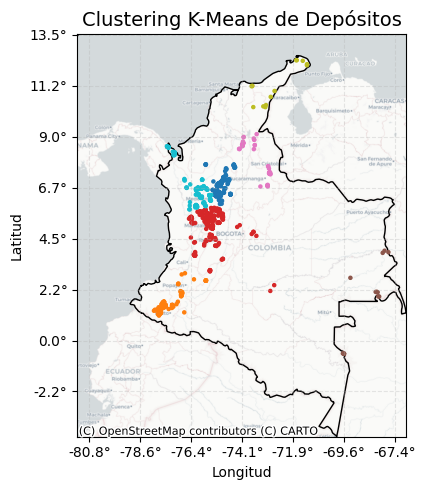 Clustering K-Means de Depósitos
13.5°
11.2°
9.0°
6.7°
4.5°
2.2°
0.0°
-2.2°
Latitud
COLOMBIA
ECUADOR
CARACAS
BOGOTÁ
Quito
Mitú
(C) OpenStreetMap contributors (C) CARTO
-80.8° -78.6° -76.4° -74.1° -71.9° -69.6° -67.4°
Longitud